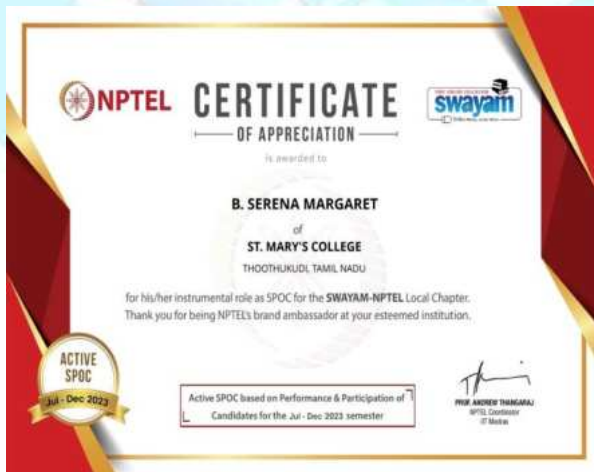 NPTEL
CERTIFICATE
OF APPRECIATION
is awarded to
swayam
B. SERENA MARGARET
of
ST. MARY'S COLLEGE
THOOTHUKUDI, TAMIL NADU
for his/her instrumental role as SPOC for the SWAYAM-NPTEL Local Chapter.
Thank you for being NPTEL's brand ambassador at your esteemed institution.
ACTIVE
SPOC
Jul - Dec 2023
Active SPOC based on Performance & Participation of
Candidates for the Jul - Dec 2023 semester
PROF. ANDREW THANGARAJ
NPTEL Coordinator
IIT Madras